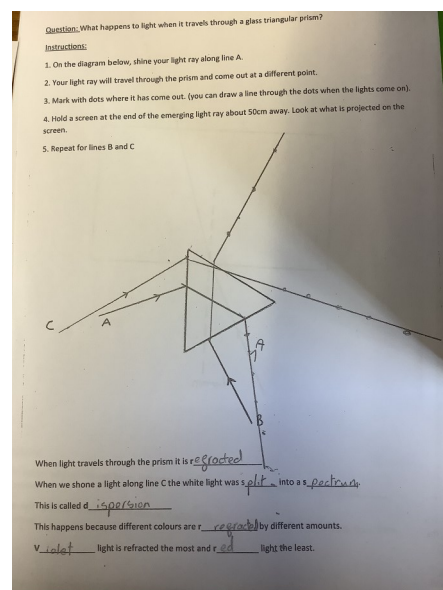 Question: What happens to light when it travels through a glass triangular prism?
Instructions:
1. On the diagram below, shine your light ray along line A.
2. Your light ray will travel through the prism and come out at a different point.
3. Mark with dots where it has come out. (you can draw a line through the dots when the lights come on).
4. Hold a screen at the end of the emerging light ray about 50cm away. Look at what is projected on the
screen.
5. Repeat for lines B and C
C
A
A
B
When light travels through the prism it is refracted
When we shone a light along line C the white light was split into a spectrum.
This is called dispersion
This happens because different colours are r refracted by different amounts.
Violet light is refracted the most and red light the least.